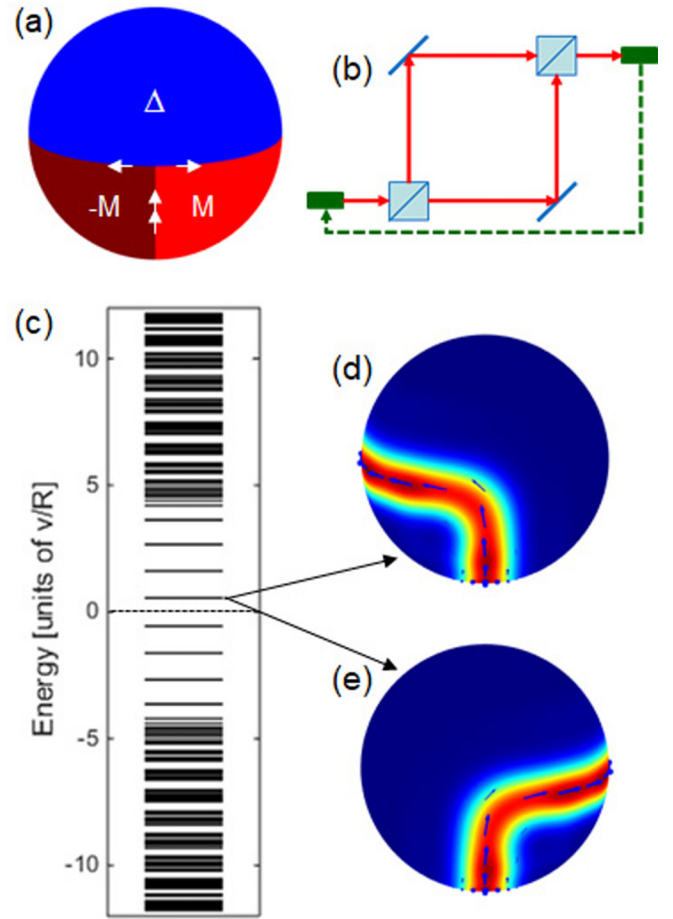 (a)
Δ
-M
M
(b)
(c)
Energy [units of v/R]
10
5
0
-5
-10
(d)
(e)